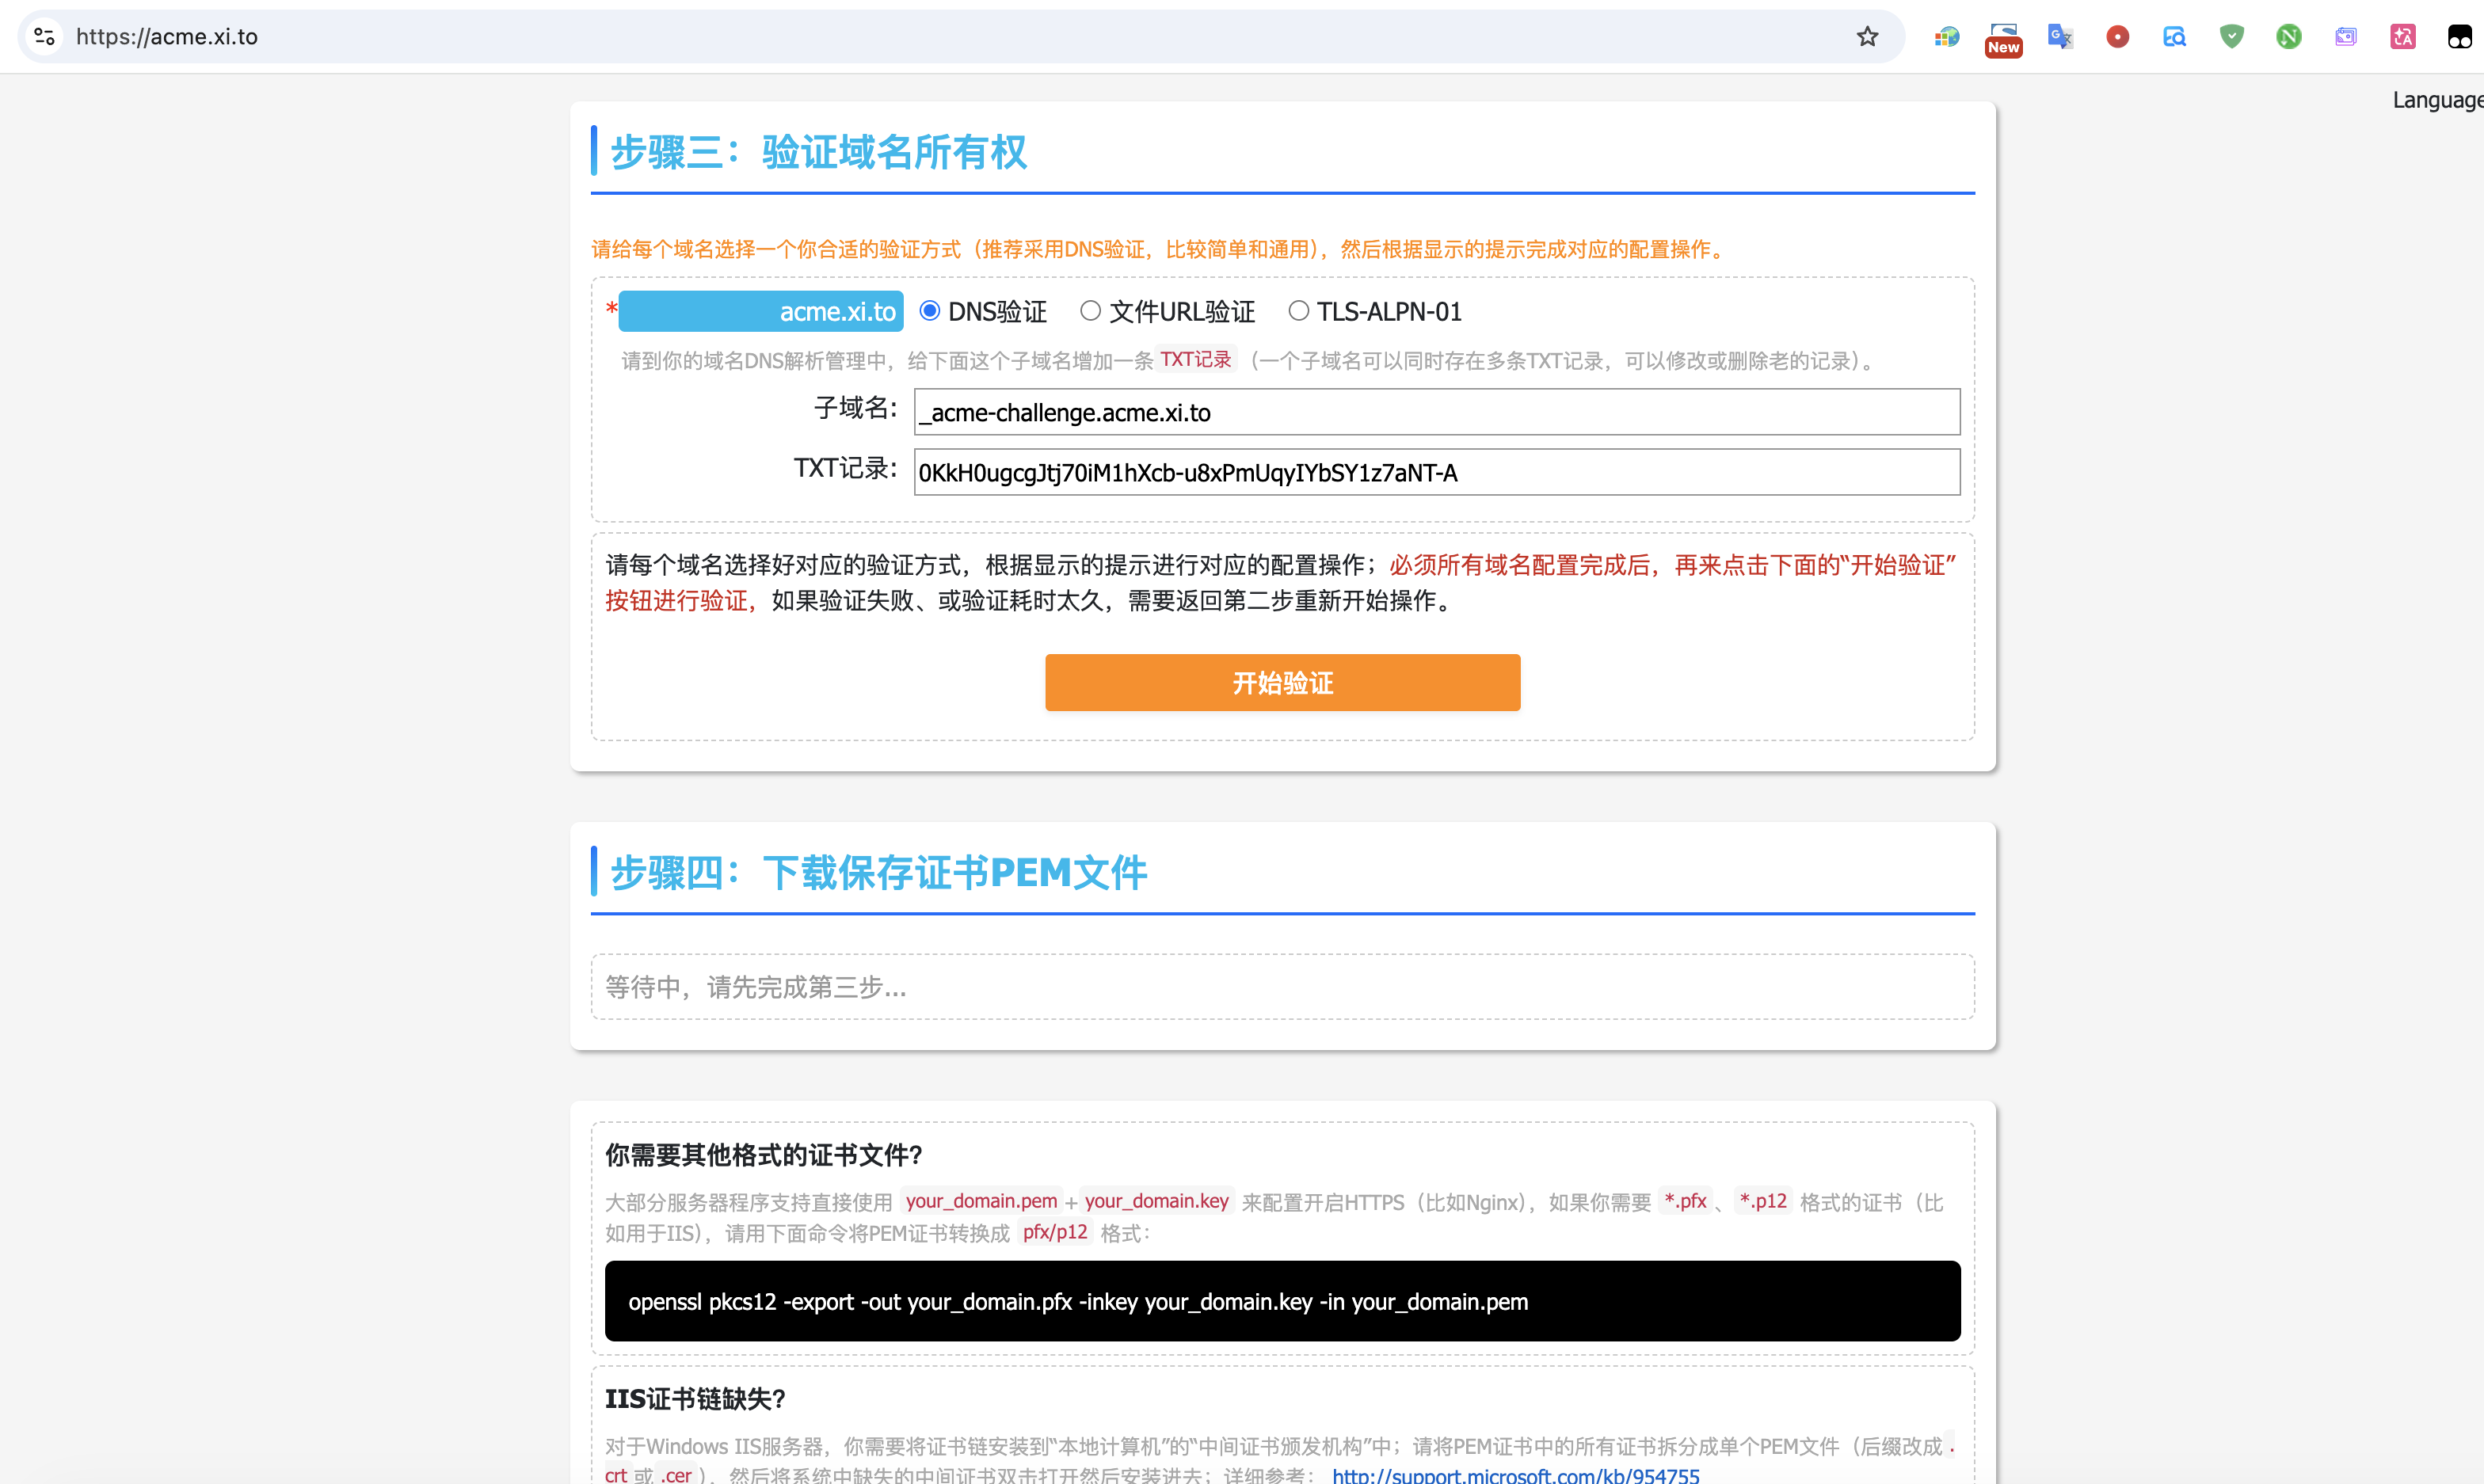 https://acme.xi.to
New
Language
步骤三：验证域名所有权
请给每个域名选择一个你合适的验证方式（推荐采用DNS验证，比较简单和通用），然后根据显示的提示完成对应的配置操作。
*acme.xi.to DNS验证 文件URL验证 TLS-ALPN-01
请到你的域名DNS解析管理中，给下面这个子域名增加一条 TXT记录 （一个子域名可以同时存在多条TXT记录，可以修改或删除老的记录）。
子域名: _acme-challenge.acme.xi.to
TXT记录: 0KkH0ugcgJtj70iM1hXcb-u8xPmUqyIYbSY1z7aNT-A
请每个域名选择好对应的验证方式，根据显示的提示进行对应的配置操作；必须所有域名配置完成后，再来点击下面的“开始验证”
按钮进行验证，如果验证失败、或验证耗时太久，需要返回第二步重新开始操作。
开始验证
步骤四：下载保存证书PEM文件
等待中，请先完成第三步...
你需要其他格式的证书文件?
大部分服务器程序支持直接使用 your_domain.pem + your_domain.key 来配置开启HTTPS（比如Nginx），如果你需要 *.pfx 、 *.p12 格式的证书（比
如用于IIS），请用下面命令将PEM证书转换成 pfx/p12 格式：
openssl pkcs12 -export -out your_domain.pfx -inkey your_domain.key -in your_domain.pem
IIS证书链缺失?
对于Windows IIS服务器，你需要将证书链安装到“本地计算机”的“中间证书颁发机构”中；请将PEM证书中的所有证书拆分成单个PEM文件（后缀改成 .
crt 或 .cer ），然后将系统中缺失的中间证书双击打开然后安装进去；详细参考： http://support.microsoft.com/kb/954755